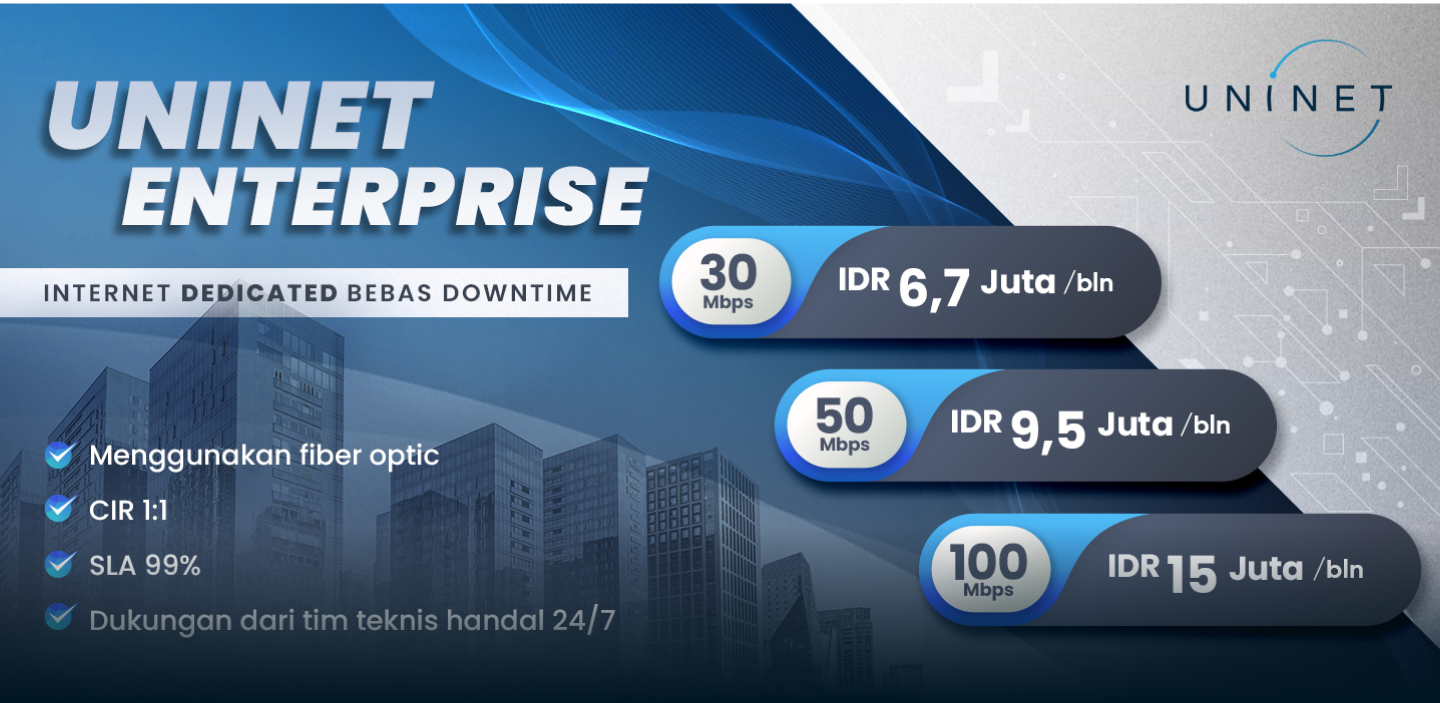 UNINET
ENTERPRISE
INTERNET DEDICATED BEBAS DOWNTIME
Menggunakan fiber optic
CIR 1:1
SLA 99%
Dukungan dari tim teknis handal 24/7
UNINET
30
Mbps
IDR 6,7 Juta /bln
50
Mbps
IDR 9,5 Juta /bln
100
Mbps
IDR 15 Juta /bln